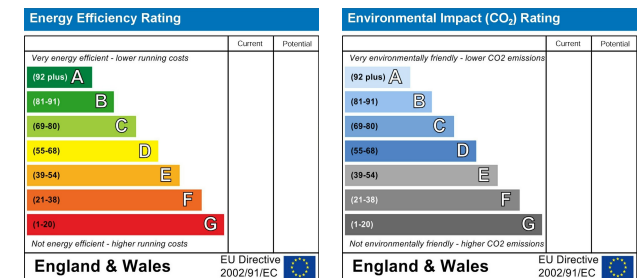 Energy Efficiency Rating
Current Potential
Very energy efficient - lower running costs
(92 plus) A
(81-91) B
(69-80) C
(55-68) D
(39-54) E
(21-38) F
(1-20) G
Not energy efficient - higher running costs
England & Wales
EU Directive
2002/91/EC
Environmental Impact (CO₂) Rating
Current Potential
Very environmentally friendly - lower CO2 emissions
(92 plus) A
(81-91) B
(69-80) C
(55-68) D
(39-54) E
(21-38) F
(1-20) G
Not environmentally friendly - higher CO2 emissions
England & Wales
EU Directive
2002/91/EC